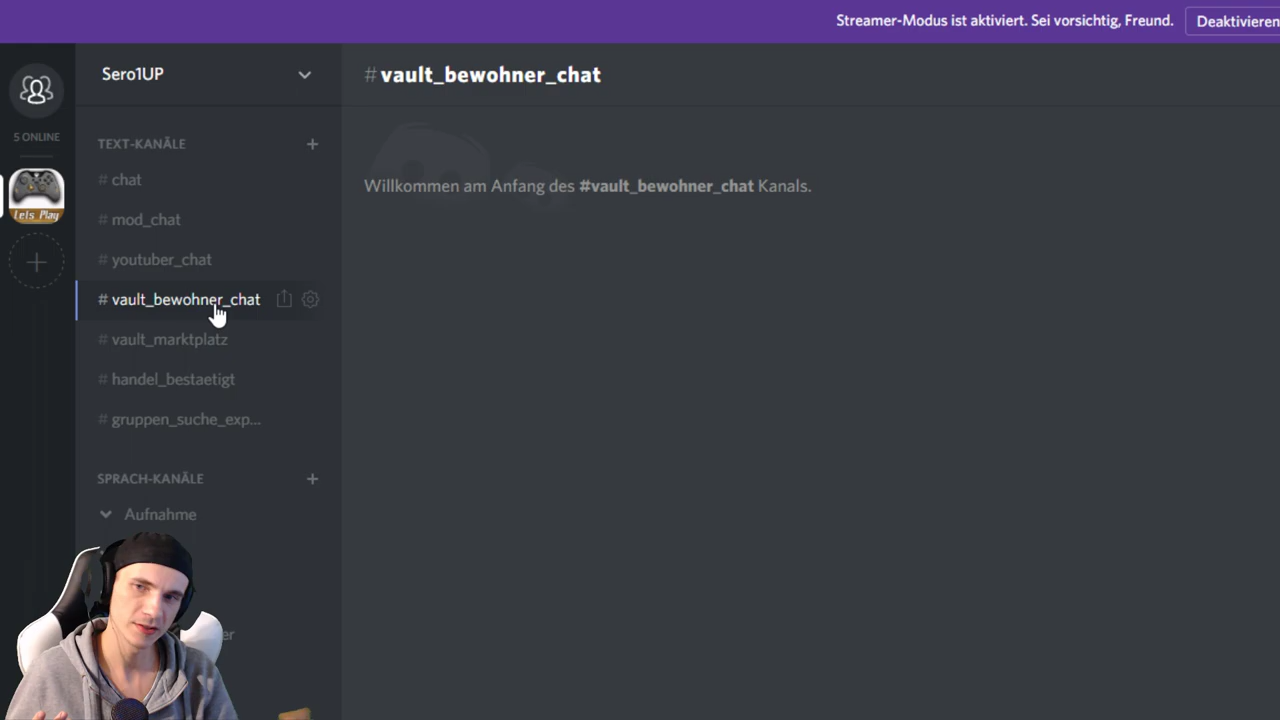 Streamer-Modus ist aktiviert. Sei vorsichtig, Freund.
Deaktivieren
Sero1UP
#vault_bewohner_chat
5 ONLINE
TEXT-KANÄLE
# chat
Willkommen am Anfang des #vault_bewohner_chat Kanals.
Lets Play
# mod_chat
# youtuber_chat
# vault_bewohner_chat
# vault_marktplatz
# handel_bestaetigt
# gruppen_suche_exp...
SPRACH-KANÄLE
Aufnahme
er